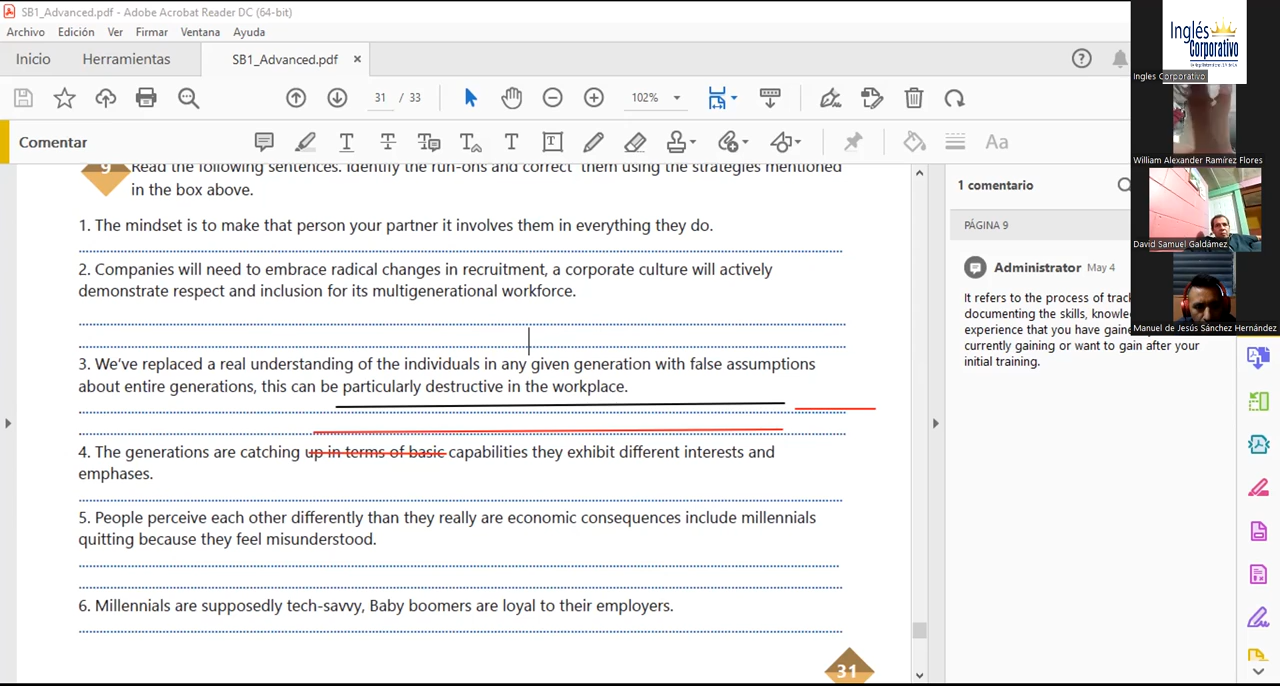 SB1_Advanced.pdf - Adobe Acrobat Reader DC (64-bit)
Archivo Edición Ver Firmar Ventana Ayuda
Inicio Herramientas SB1_Advanced.pdf ×
31 / 33 102%
Comentar
9 Read the following sentences. Identify the run-ons and correct them using the strategies mentioned
in the box above.
1. The mindset is to make that person your partner it involves them in everything they do.
2. Companies will need to embrace radical changes in recruitment, a corporate culture will actively
demonstrate respect and inclusion for its multigenerational workforce.
3. We've replaced a real understanding of the individuals in any given generation with false assumptions
about entire generations, this can be particularly destructive in the workplace.
4. The generations are catching up in terms of basic capabilities they exhibit different interests and
emphases.
5. People perceive each other differently than they really are economic consequences include millennials
quitting because they feel misunderstood.
6. Millennials are supposedly tech-savvy, Baby boomers are loyal to their employers.
31
1 comentario
PÁGINA 9
Administrator May 4
It refers to the process of track
documenting the skills, knowle
experience that you have gaine
currently gaining or want to gain after your
initial training.
Inglés
Corporativo
Ingles Corporativo
William Alexander Ramírez Flores
David Samuel Galdámez
Manuel de Jesús Sánchez Hernández